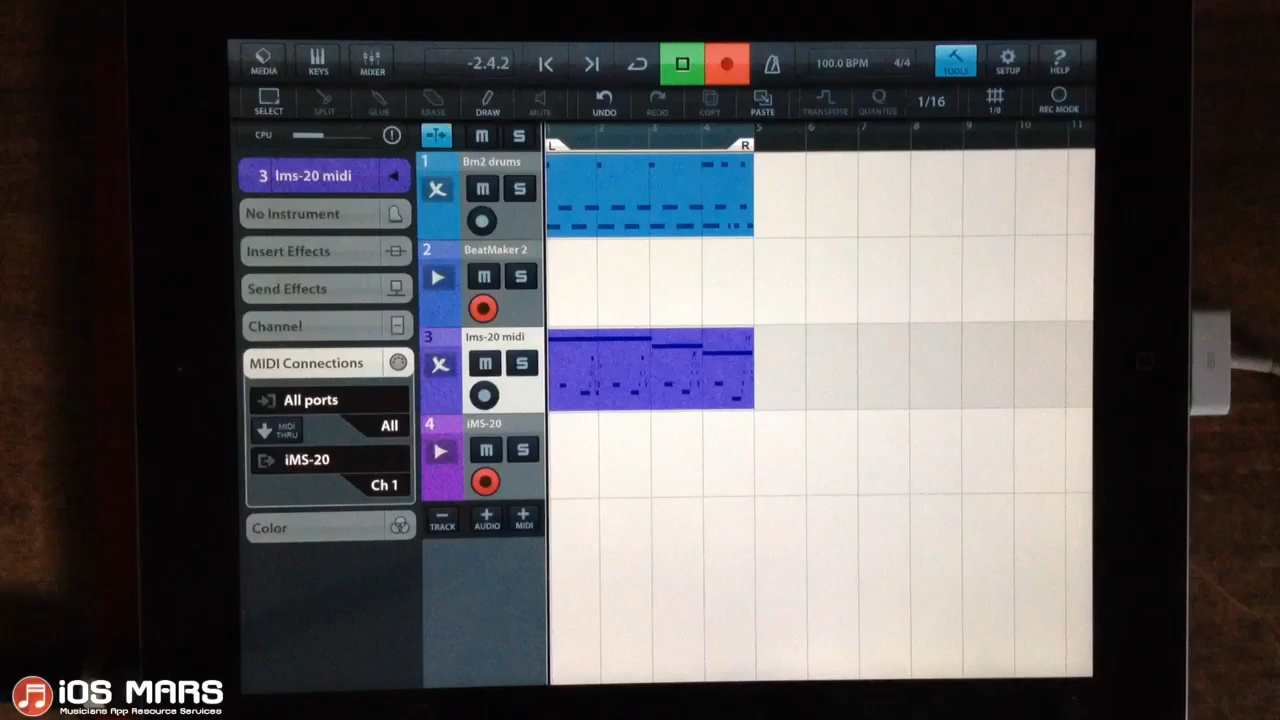 MEDIA KEYS MIXER -2.4.2 100.0 BPM 4/4 TOOLS SETUP HELP
SELECT SPLIT GLUE ERASE DRAW MUTE UNDO REDO COPY PASTE TRANSPOSE QUANTIZE 1/16 1/8 REC MODE
CPU M S 1 2 3 4 5 6 7 8 9 10 11
L R
3 Ims-20 midi
No Instrument
Insert Effects
Send Effects
Channel
MIDI Connections
All ports
MIDI THRU All
iMS-20
Ch 1
Color
1 Bm2 drums
M S
2 BeatMaker 2
M S
3 Ims-20 midi
M S
4 iMS-20
M S
TRACK AUDIO MIDI
iOS MARS
Musicians App Resource Services